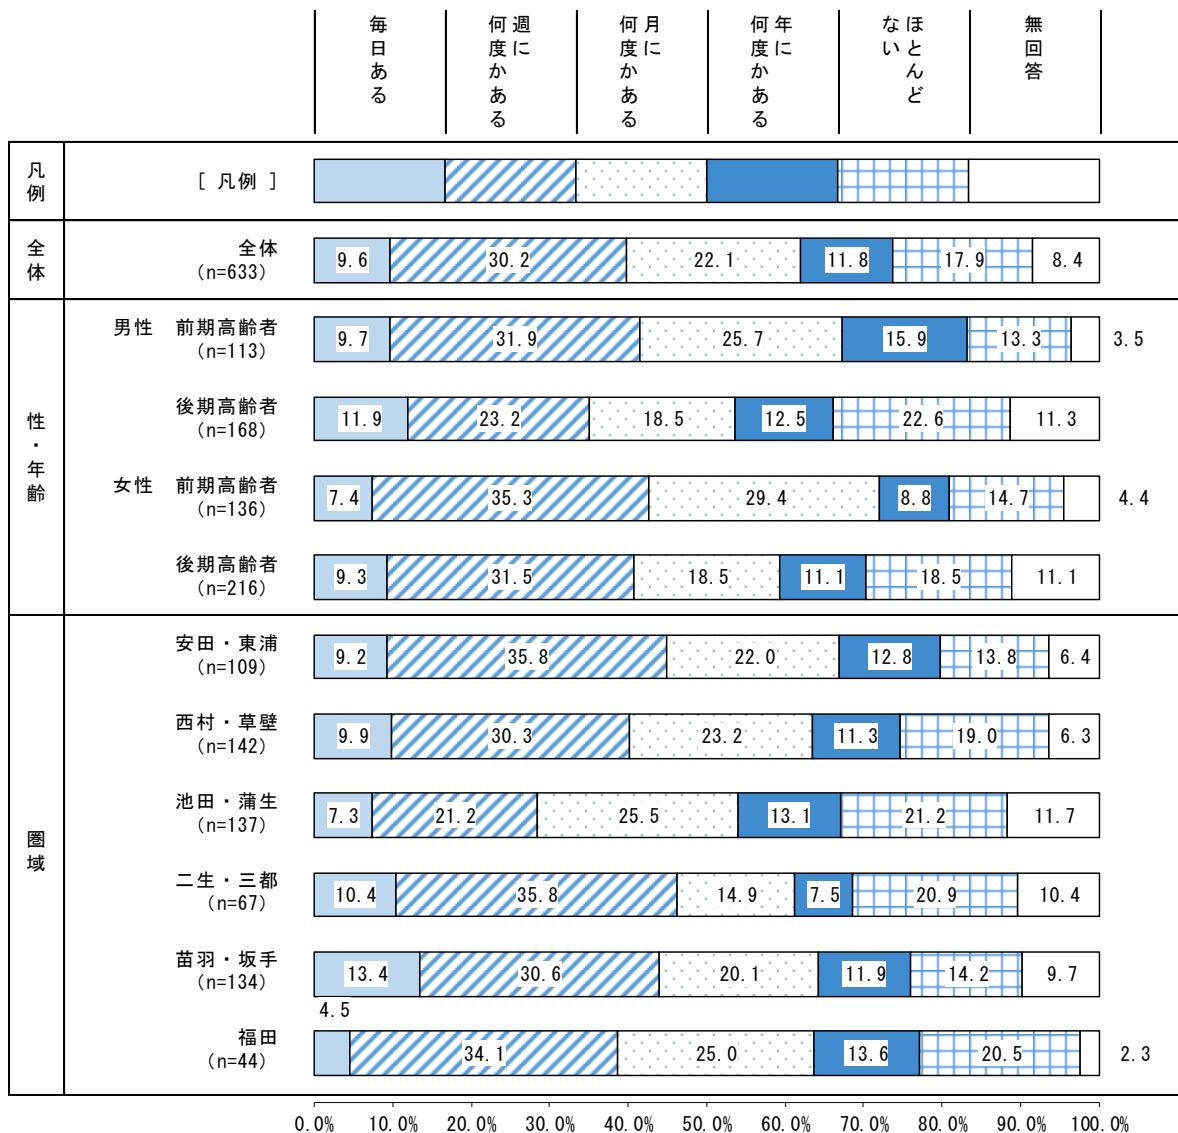 毎日ある
週に何度かある
月に何度かある
年に何度かある
ほとんどない
無回答
凡例
[ 凡例 ]
全体
全体
(n=633)
9.6 30.2 22.1 11.8 17.9 8.4
性・年齢
男性 前期高齢者
(n=113)
9.7 31.9 25.7 15.9 13.3 3.5
後期高齢者
(n=168)
11.9 23.2 18.5 12.5 22.6 11.3
女性 前期高齢者
(n=136)
7.4 35.3 29.4 8.8 14.7 4.4
後期高齢者
(n=216)
9.3 31.5 18.5 11.1 18.5 11.1
圏域
安田・東浦
(n=109)
9.2 35.8 22.0 12.8 13.8 6.4
西村・草壁
(n=142)
9.9 30.3 23.2 11.3 19.0 6.3
池田・蒲生
(n=137)
7.3 21.2 25.5 13.1 21.2 11.7
二生・三都
(n=67)
10.4 35.8 14.9 7.5 20.9 10.4
苗羽・坂手
(n=134)
13.4 30.6 20.1 11.9 14.2 9.7
福田
(n=44)
4.5 34.1 25.0 13.6 20.5 2.3
0.0% 10.0% 20.0% 30.0% 40.0% 50.0% 60.0% 70.0% 80.0% 90.0% 100.0%